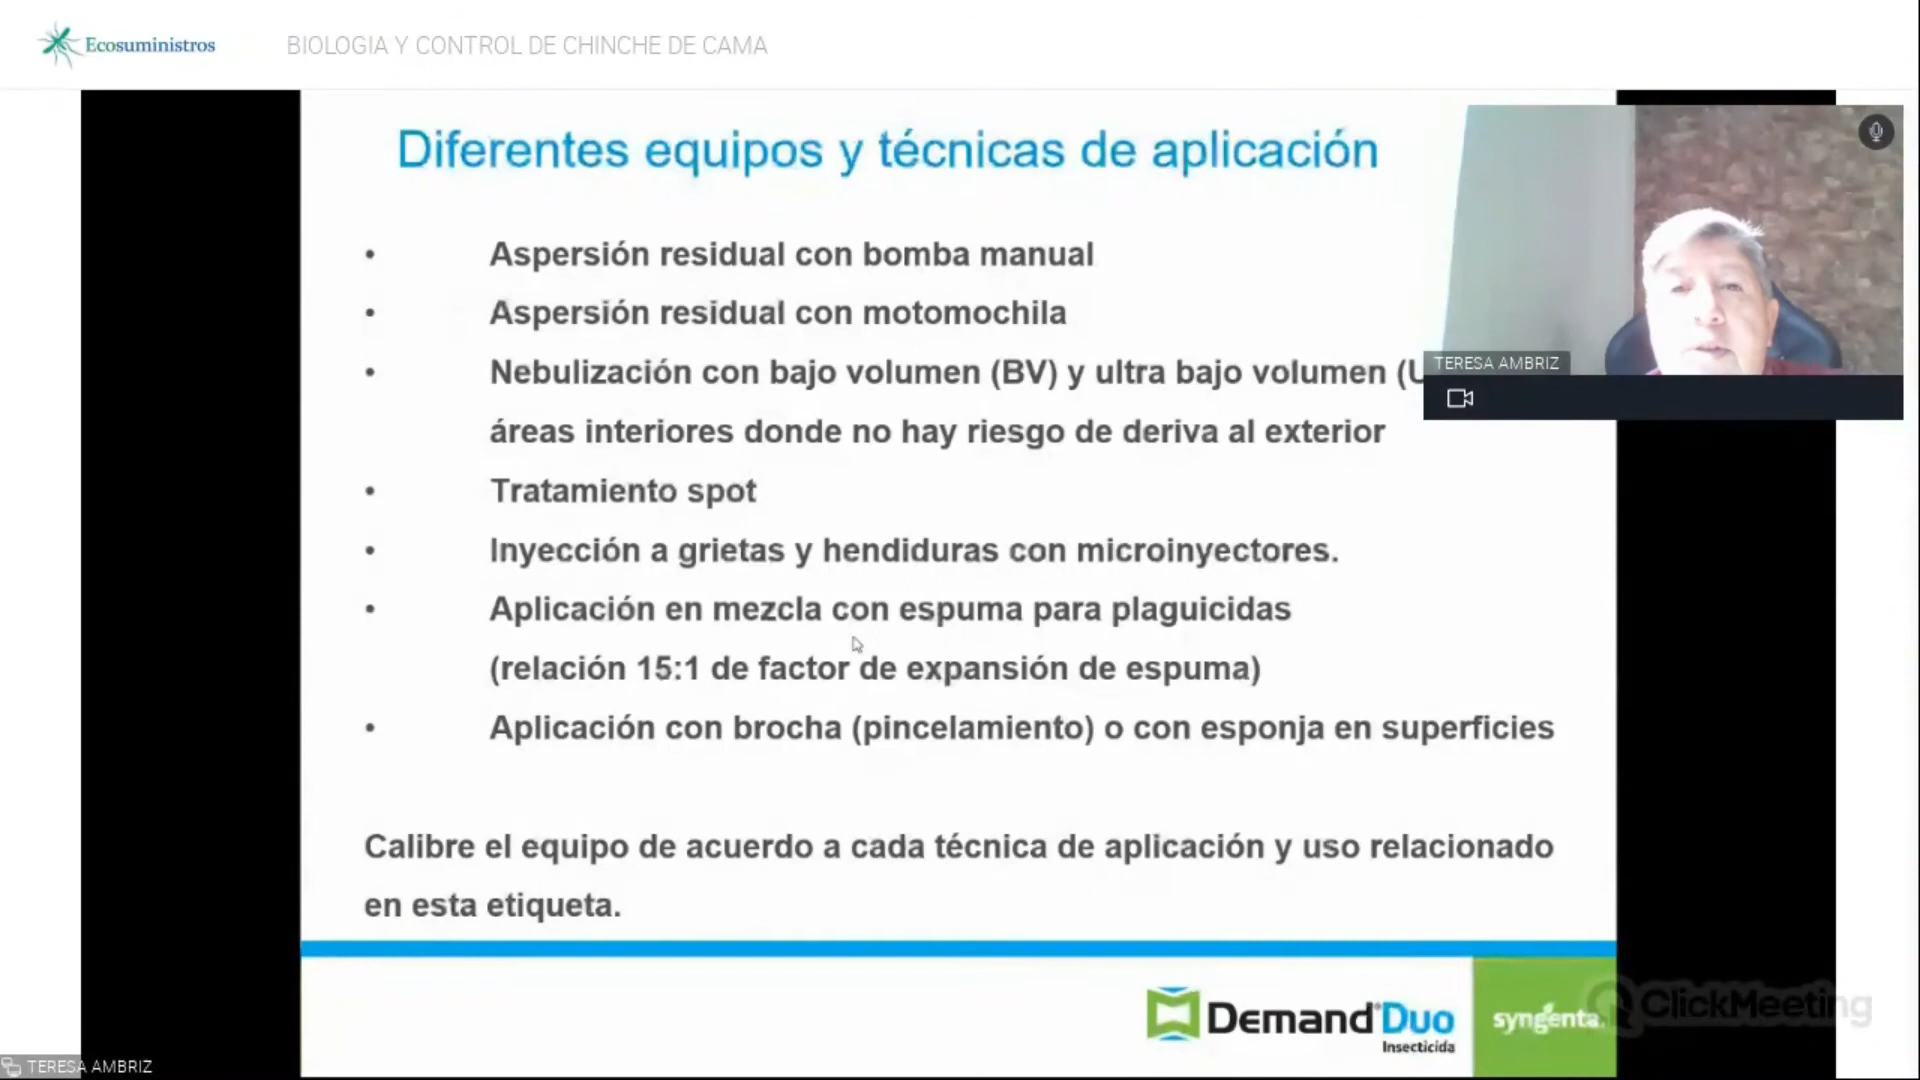 Ecosuministros
BIOLOGIA Y CONTROL DE CHINCHE DE CAMA
Diferentes equipos y técnicas de aplicación
• Aspersión residual con bomba manual
• Aspersión residual con motomochila
• Nebulización con bajo volumen (BV) y ultra bajo volumen (U
áreas interiores donde no hay riesgo de deriva al exterior
• Tratamiento spot
• Inyección a grietas y hendiduras con microinyectores.
• Aplicación en mezcla con espuma para plaguicidas
(relación 15:1 de factor de expansión de espuma)
• Aplicación con brocha (pincelamiento) o con esponja en superficies
Calibre el equipo de acuerdo a cada técnica de aplicación y uso relacionado
en esta etiqueta.
TERESA AMBRIZ
Demand® Duo
Insecticida
syngenta.
ClickMeeting
TERESA AMBRIZ